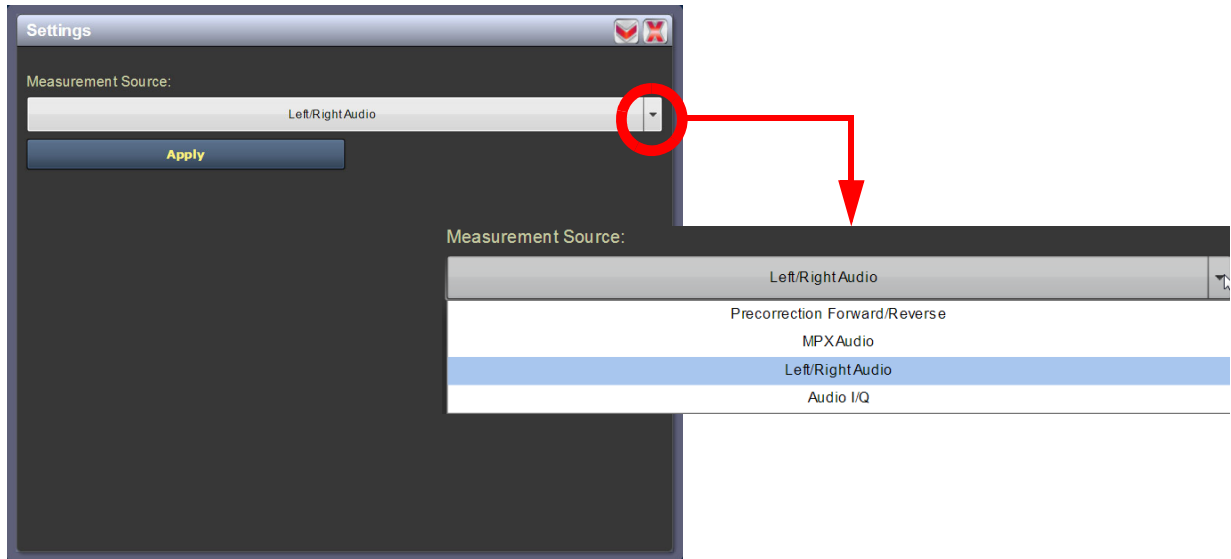 Settings
Measurement Source:
Left/Right Audio
Apply
Measurement Source:
Left/Right Audio
Precorrection Forward/Reverse
MPX Audio
Left/Right Audio
Audio I/Q